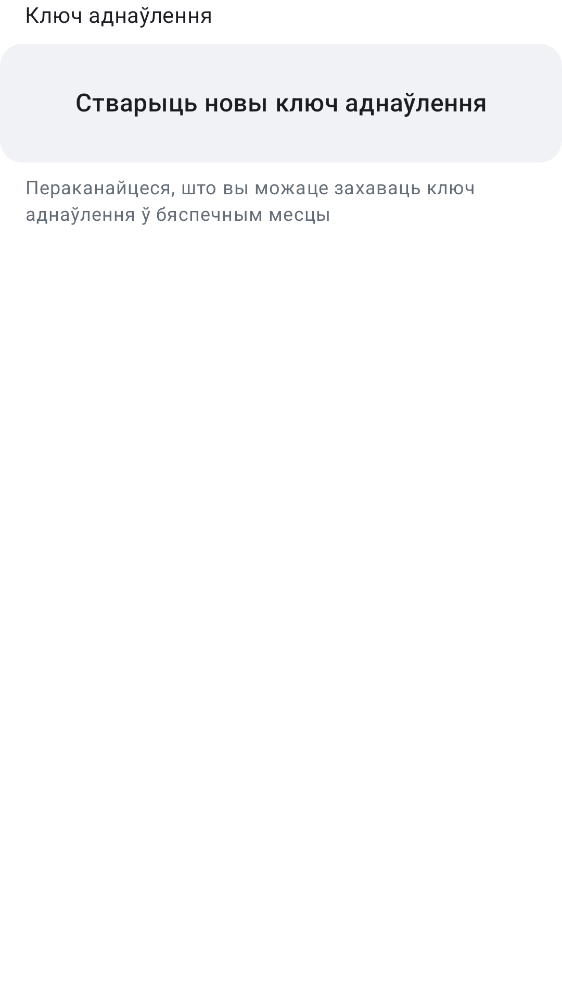 Ключ аднаўлення
Стварыць новы ключ аднаўлення
Пераканайцеся, што вы можаце захаваць ключ
аднаўлення ў бяспечным месцы